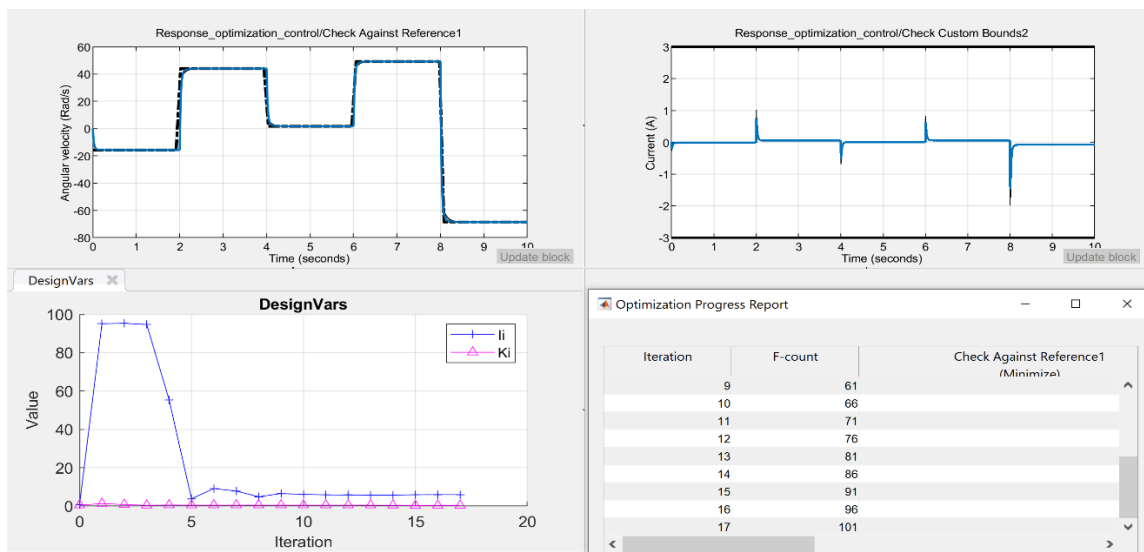 Response_optimization_control/Check Against Reference1
Angular velocity (Rad/s)
60
40
20
0
-20
-40
-60
-80
0 1 2 3 4 5 6 7 8 9 10
Time (seconds)
Update block
Response_optimization_control/Check Custom Bounds2
Current (A)
3
2
1
0
-1
-2
-3
0 1 2 3 4 5 6 7 8 9 10
Time (seconds)
Update block
DesignVars
DesignVars
Value
100
80
60
40
20
0
0 5 10 15 20
Iteration
Ii
Ki
Optimization Progress Report
Iteration F-count Check Against Reference1
(Minimize)
9 61
10 66
11 71
12 76
13 81
14 86
15 91
16 96
17 101